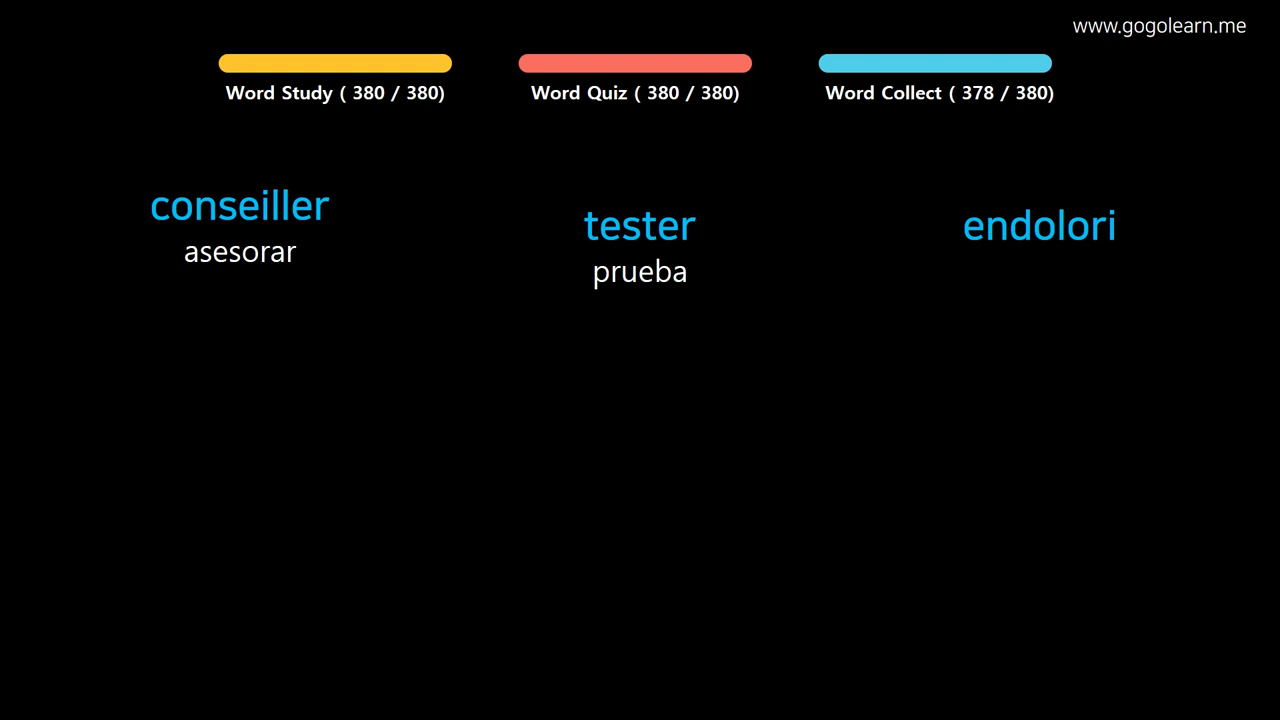 www.gogolearn.me
Word Study ( 380 / 380)
Word Quiz ( 380 / 380)
Word Collect ( 378 / 380)
conseiller
asesorar
tester
prueba
endolori